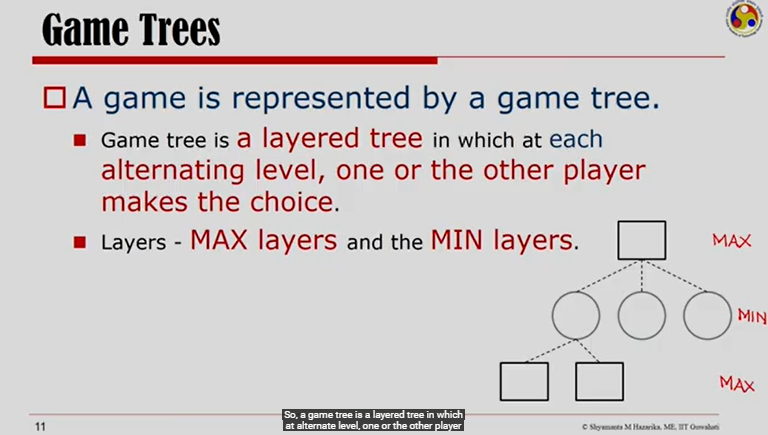 Game Trees
A game is represented by a game tree.
Game tree is a layered tree in which at each
alternating level, one or the other player
makes the choice.
Layers - MAX layers and the MIN layers.
MAX
MIN
MAX
So, a game tree is a layered tree in which
at alternate level, one or the other player
11
© Shyamanta M Hazarika, ME, IIT Guwahati